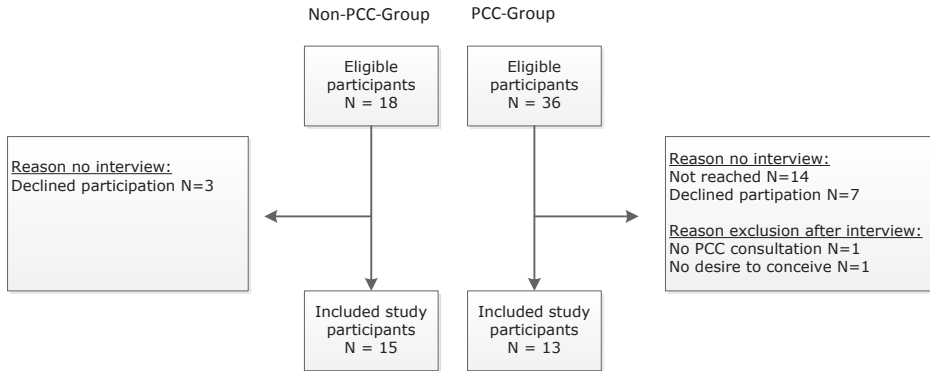 Non-PCC-Group
PCC-Group
Eligible
participants
N = 18
Eligible
participants
N = 36
Reason no interview:
Declined participation N=3
Reason no interview:
Not reached N=14
Declined partipation N=7
Reason exclusion after interview:
No PCC consultation N=1
No desire to conceive N=1
Included study
participants
N = 15
Included study
participants
N = 13